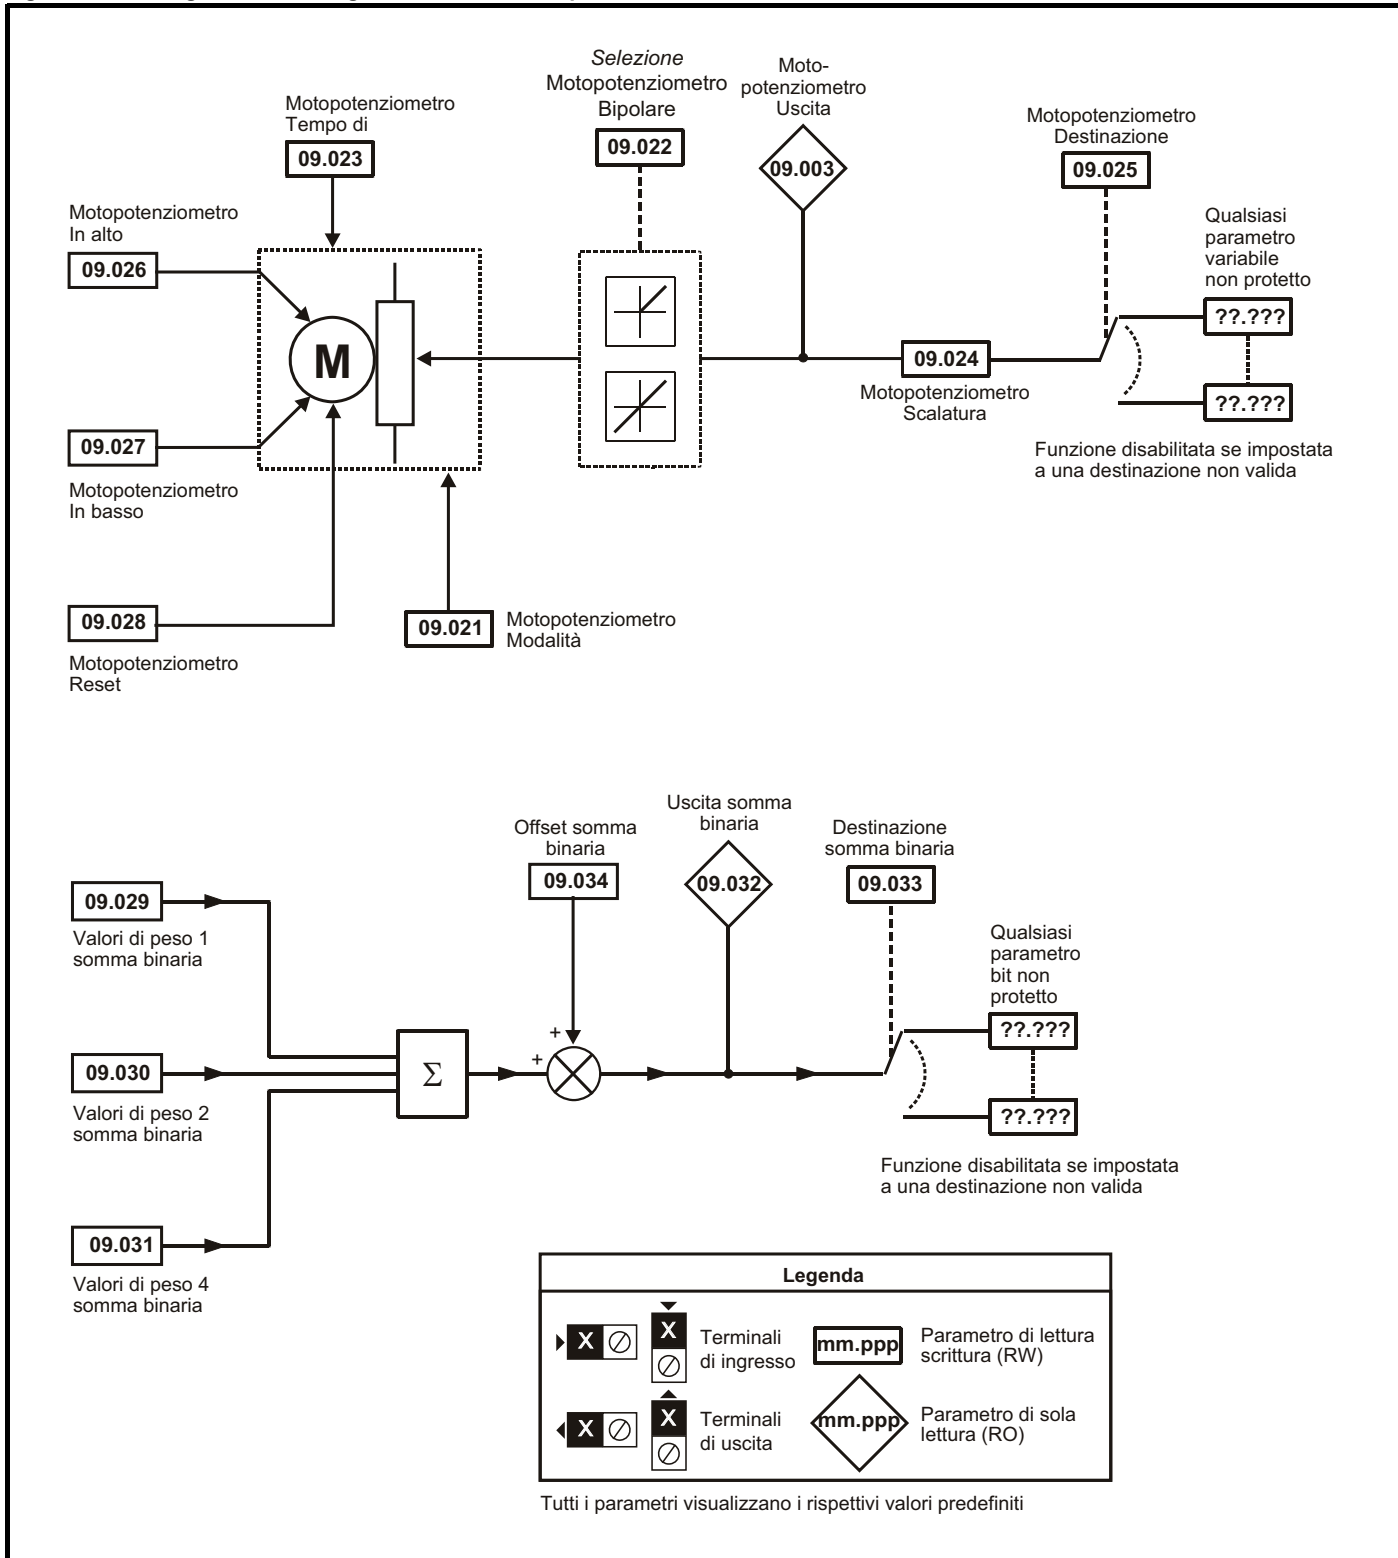 Selezione
Motopotenziometro
Bipolare
09.022
Moto-
potenziometro
Uscita
09.003
Motopotenziometro
Tempo di
09.023
Motopotenziometro
Destinazione
09.025
Motopotenziometro
In alto
09.026
Qualsiasi
parametro
variabile
non protetto
??.???
??.???
M
09.024
Motopotenziometro
Scalatura
09.027
Motopotenziometro
In basso
Funzione disabilitata se impostata
a una destinazione non valida
09.028
Motopotenziometro
Reset
09.021
Motopotenziometro
Modalità
Offset somma
binaria
09.034
Uscita somma
binaria
09.032
Destinazione
somma binaria
09.033
09.029
Valori di peso 1
somma binaria
Qualsiasi
parametro
bit non
protetto
??.???
??.???
+
+
Σ
09.030
Valori di peso 2
somma binaria
Funzione disabilitata se impostata
a una destinazione non valida
09.031
Valori di peso 4
somma binaria
Legenda
X
X
Terminali
di ingresso
mm.ppp
Parametro di lettura
scrittura (RW)
X
X
Terminali
di uscita
mm.ppp
Parametro di sola
lettura (RO)
Tutti i parametri visualizzano i rispettivi valori predefiniti